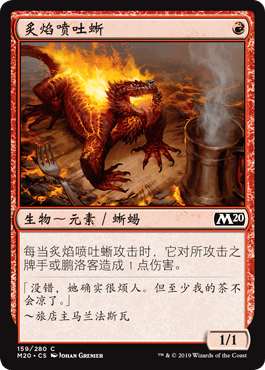 炙焰喷吐蜥
生物~元素/蜥蜴
M20
每当炙焰喷吐蜥攻击时，它对所攻击之
牌手或鹏洛客造成1点伤害。
「没错，她确实很烦人。但至少我的茶不
会凉了。」
～旅店主马兰法斯瓦
1/1
159/280 C
M20 • CS JOHAN GRENIER
™ & © 2019 Wizards of the Coast